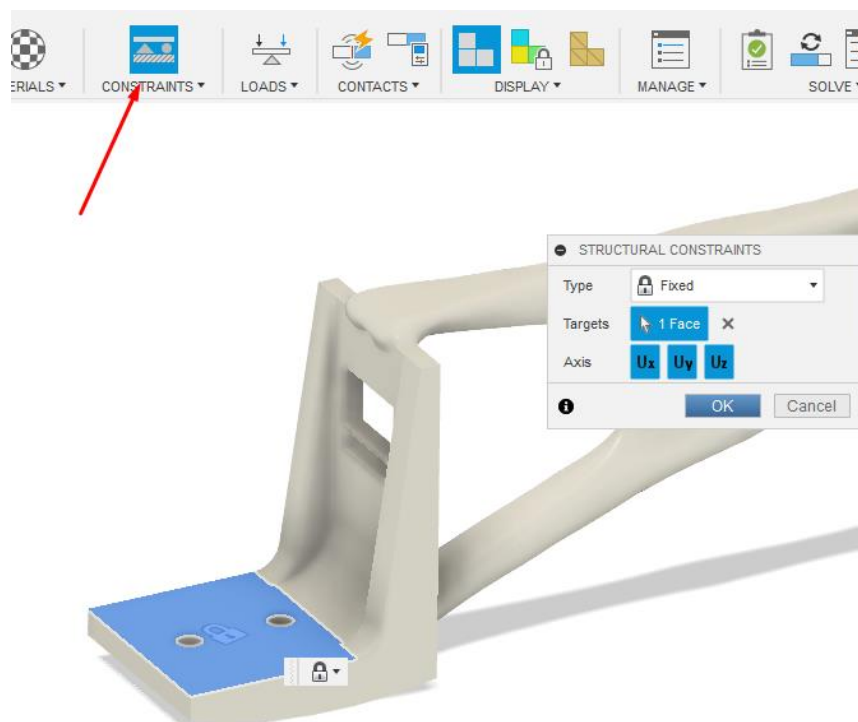 ERIALS CONSTRAINTS LOADS CONTACTS DISPLAY MANAGE SOLVE
STRUCTURAL CONSTRAINTS
Type Fixed
Targets 1 Face
Axis Ux Uy Uz
OK Cancel